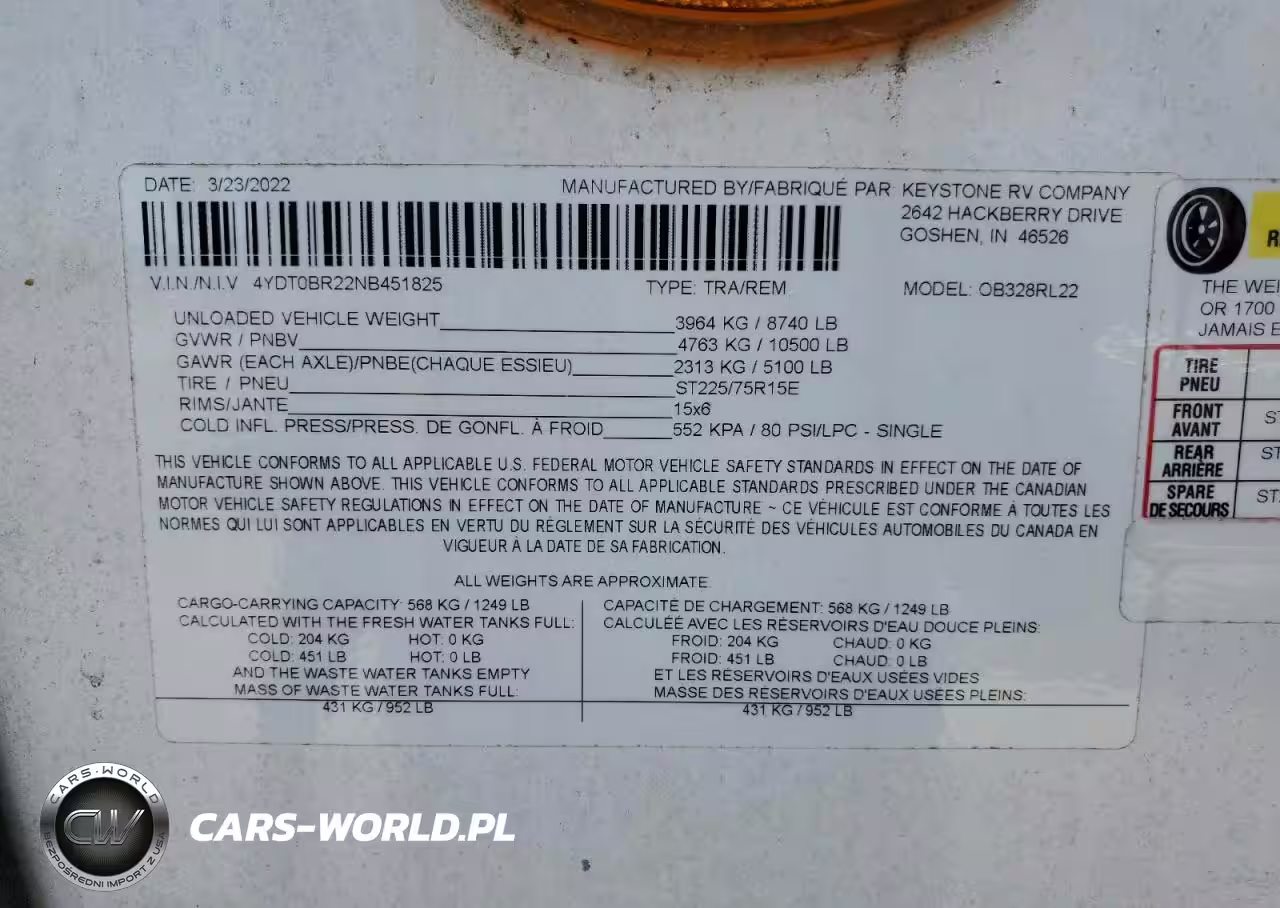 DATE: 3/23/2022
MANUFACTURED BY/FABRIQUÉ PAR KEYSTONE RV COMPANY
2642 HACKBERRY DRIVE
GOSHEN, IN 46526
V.I.N./N.I.V 4YDT0BR22NB451825 TYPE: TRA/REM MODEL: OB328RL22
UNLOADED VEHICLE WEIGHT 3964 KG / 8740 LB
GVWR / PNBV 4763 KG / 10500 LB
GAWR (EACH AXLE)/PNBE(CHAQUE ESSIEU) 2313 KG / 5100 LB
TIRE / PNEU ST225/75R15E
RIMS/JANTE 15x6
COLD INFL. PRESS/PRESS. DE GONFL. À FROID 552 KPA / 80 PSI/LPC - SINGLE
THIS VEHICLE CONFORMS TO ALL APPLICABLE U.S. FEDERAL MOTOR VEHICLE SAFETY STANDARDS IN EFFECT ON THE DATE OF
MANUFACTURE SHOWN ABOVE. THIS VEHICLE CONFORMS TO ALL APPLICABLE STANDARDS PRESCRIBED UNDER THE CANADIAN
MOTOR VEHICLE SAFETY REGULATIONS IN EFFECT ON THE DATE OF MANUFACTURE ~ CE VÉHICULE EST CONFORME À TOUTES LES
NORMES QUI LUI SONT APPLICABLES EN VERTU DU RÈGLEMENT SUR LA SÉCURITÉ DES VÉHICULES AUTOMOBILES DU CANADA EN
VIGUEUR À LA DATE DE SA FABRICATION.
ALL WEIGHTS ARE APPROXIMATE.
CARGO-CARRYING CAPACITY: 568 KG / 1249 LB
CALCULATED WITH THE FRESH WATER TANKS FULL:
COLD: 204 KG HOT: 0 KG
COLD: 451 LB HOT: 0 LB
AND THE WASTE WATER TANKS EMPTY
MASS OF WASTE WATER TANKS FULL:
431 KG / 952 LB
CAPACITÉ DE CHARGEMENT: 568 KG / 1249 LB
CALCULÉE AVEC LES RÉSERVOIRS D'EAU DOUCE PLEINS:
FROID: 204 KG CHAUD: 0 KG
FROID: 451 LB CHAUD: 0 LB
ET LES RÉSERVOIRS D'EAUX USÉES VIDES
MASSE DES RÉSERVOIRS D'EAUX USÉES PLEINS:
431 KG / 952 LB
THE WEI
OR 1700
JAMAIS E
TIRE
PNEU
FRONT
AVANT
ST
REAR
ARRIÈRE
ST
SPARE
DE SECOURS
ST
CARS-WORLD
CW
BEZPOŚREDNI IMPORT Z USA
CARS-WORLD.PL